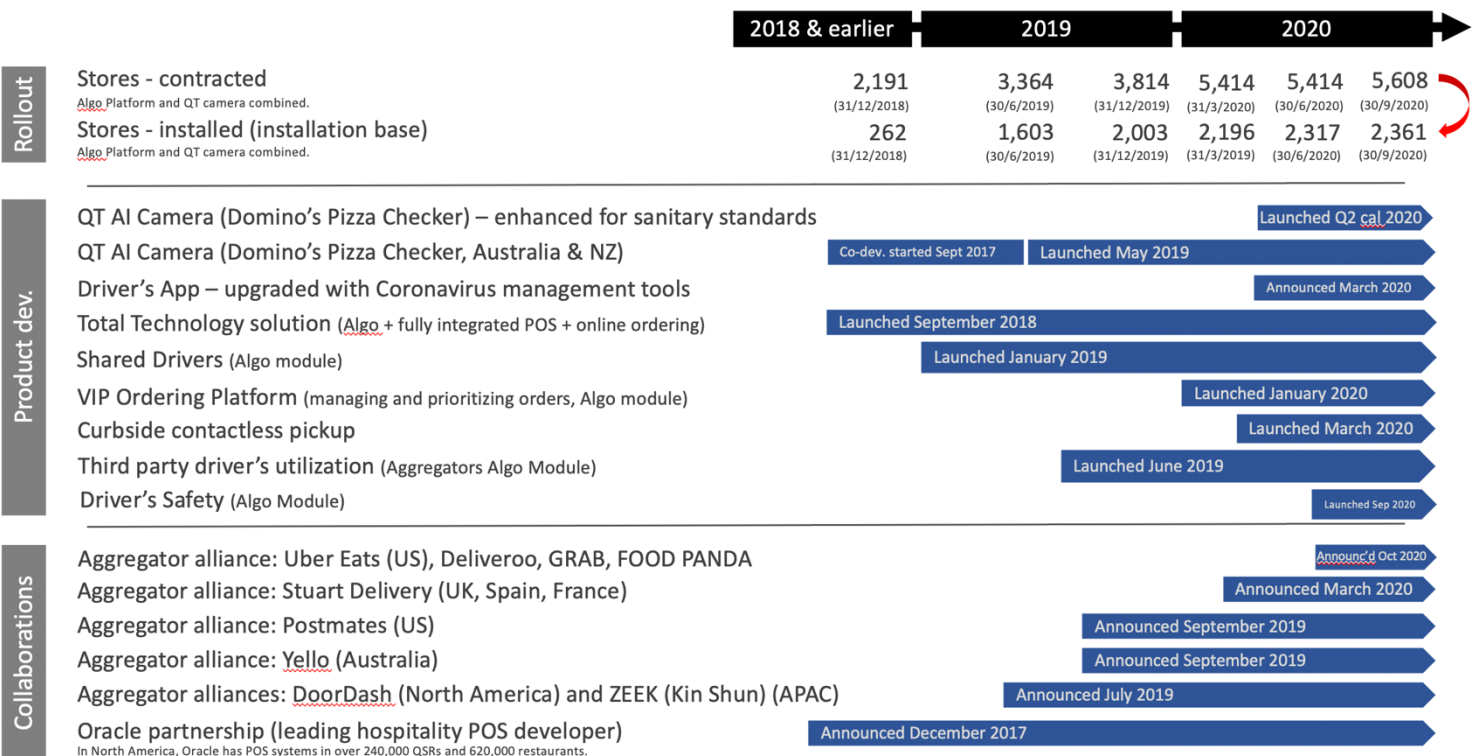 2018 & earlier 2019 2020
Rollout
Stores - contracted 2,191 3,364 3,814 5,414 5,414 5,608
Algo Platform and QT camera combined. (31/12/2018) (30/6/2019) (31/12/2019) (31/3/2020) (30/6/2020) (30/9/2020)
Stores - installed (installation base) 262 1,603 2,003 2,196 2,317 2,361
Algo Platform and QT camera combined. (31/12/2018) (30/6/2019) (31/12/2019) (31/3/2019) (30/6/2020) (30/9/2020)
Product dev.
QT AI Camera (Domino's Pizza Checker) – enhanced for sanitary standards Launched Q2 cal 2020
QT AI Camera (Domino's Pizza Checker, Australia & NZ) Co-dev. started Sept 2017 Launched May 2019
Driver's App – upgraded with Coronavirus management tools Announced March 2020
Total Technology solution (Algo + fully integrated POS + online ordering) Launched September 2018
Shared Drivers (Algo module) Launched January 2019
VIP Ordering Platform (managing and prioritizing orders, Algo module) Launched January 2020
Curbside contactless pickup Launched March 2020
Third party driver's utilization (Aggregators Algo Module) Launched June 2019
Driver's Safety (Algo Module) Launched Sep 2020
Collaborations
Aggregator alliance: Uber Eats (US), Deliveroo, GRAB, FOOD PANDA Announc'd Oct 2020
Aggregator alliance: Stuart Delivery (UK, Spain, France) Announced March 2020
Aggregator alliance: Postmates (US) Announced September 2019
Aggregator alliance: Yello (Australia) Announced September 2019
Aggregator alliances: DoorDash (North America) and ZEEK (Kin Shun) (APAC) Announced July 2019
Oracle partnership (leading hospitality POS developer) Announced December 2017
In North America, Oracle has POS systems in over 240,000 QSRs and 620,000 restaurants.